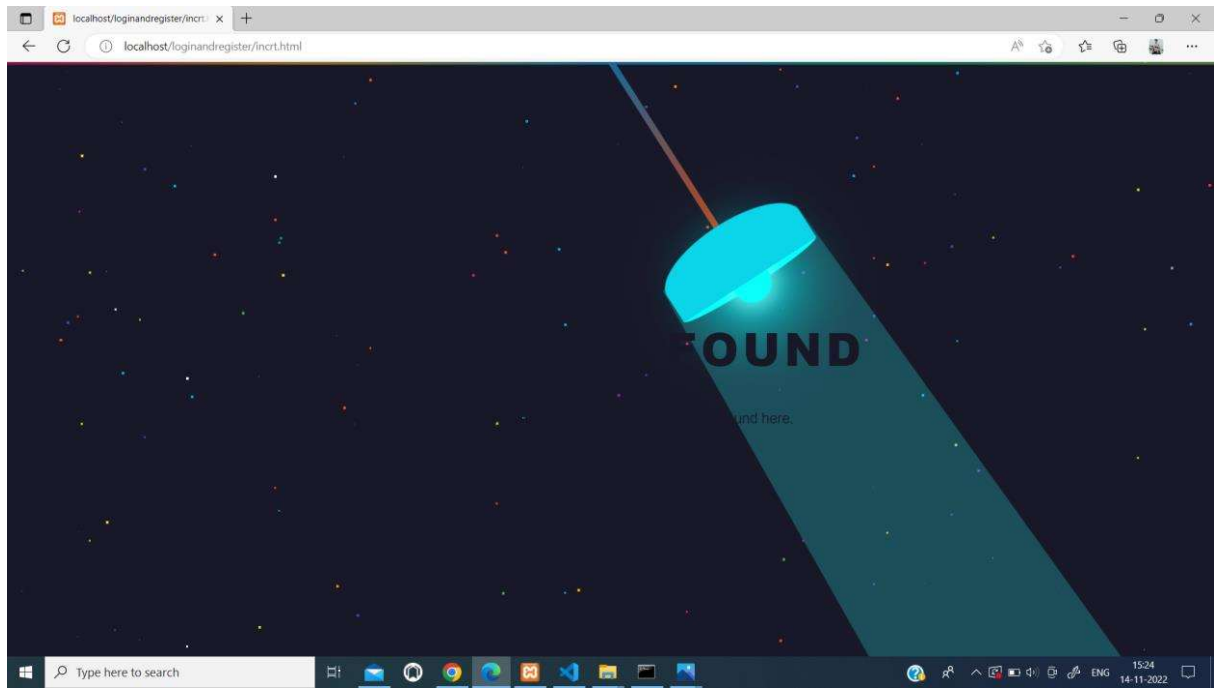 localhost/loginandregister/incrt.
localhost/loginandregister/incrt.html
FOUND
und here.
Type here to search
ENG
15:24
14-11-2022